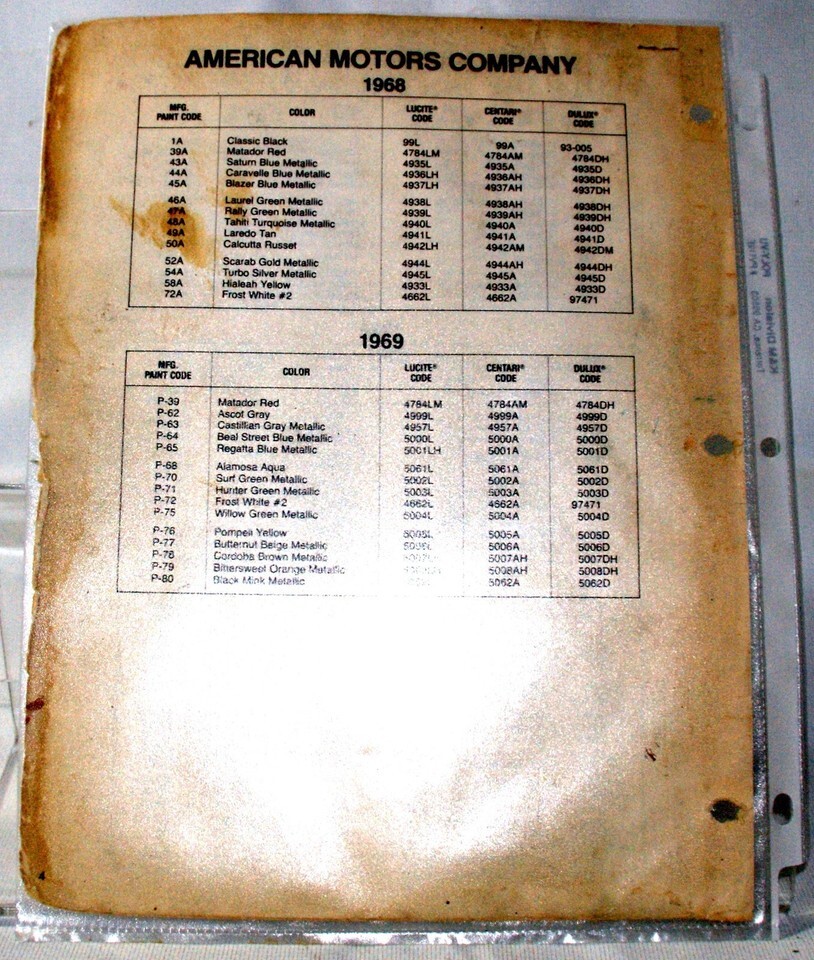 AMERICAN MOTORS COMPANY
1968
MFG. PAINT CODE COLOR LUCITE® CODE CENTARI® CODE DULUX® CODE
1A Classic Black 99L 99A 93-005
39A Matador Red 4784LM 4784AM 4784DH
43A Saturn Blue Metallic 4935L 4935A 4935D
44A Caravelle Blue Metallic 4936LH 4936AH 4936DH
45A Blazer Blue Metallic 4937LH 4937AH 4937DH
46A Laurel Green Metallic 4938L 4938AH 4938DH
47A Rally Green Metallic 4939L 4939AH 4939DH
48A Tahiti Turquoise Metallic 4940L 4940A 4940D
49A Laredo Tan 4941L 4941A 4941D
50A Calcutta Russet 4942LH 4942AM 4942DM
52A Scarab Gold Metallic 4944L 4944AH 4944DH
54A Turbo Silver Metallic 4945L 4945A 4945D
58A Hialeah Yellow 4933L 4933A 4933D
72A Frost White #2 4662L 4662A 97471
1969
MFG. PAINT CODE COLOR LUCITE® CODE CENTARI® CODE DULUX® CODE
P-39 Matador Red 4784LM 4784AM 4784DH
P-62 Ascot Gray 4999L 4999A 4999D
P-63 Castillian Gray Metallic 4957L 4957A 4957D
P-64 Beal Street Blue Metallic 5000L 5000A 5000D
P-65 Regatta Blue Metallic 5001LH 5001A 5001D
P-68 Alamosa Aqua 5061L 5061A 5061D
P-70 Surf Green Metallic 5002L 5002A 5002D
P-71 Hunter Green Metallic 5003L 5003A 5003D
P-72 Frost White #2 4662L 4662A 97471
P-75 Willow Green Metallic 5004L 5004A 5004D
P-76 Pompeii Yellow 5005L 5005A 5005D
P-77 Butternut Beige Metallic 5006L 5006A 5006D
P-78 Cordoba Brown Metallic 5007AH 5007DH
P-79 Bittersweet Orange Metallic 5008AH 5008DH
P-80 Black Mink Metallic 5062A 5062D
4